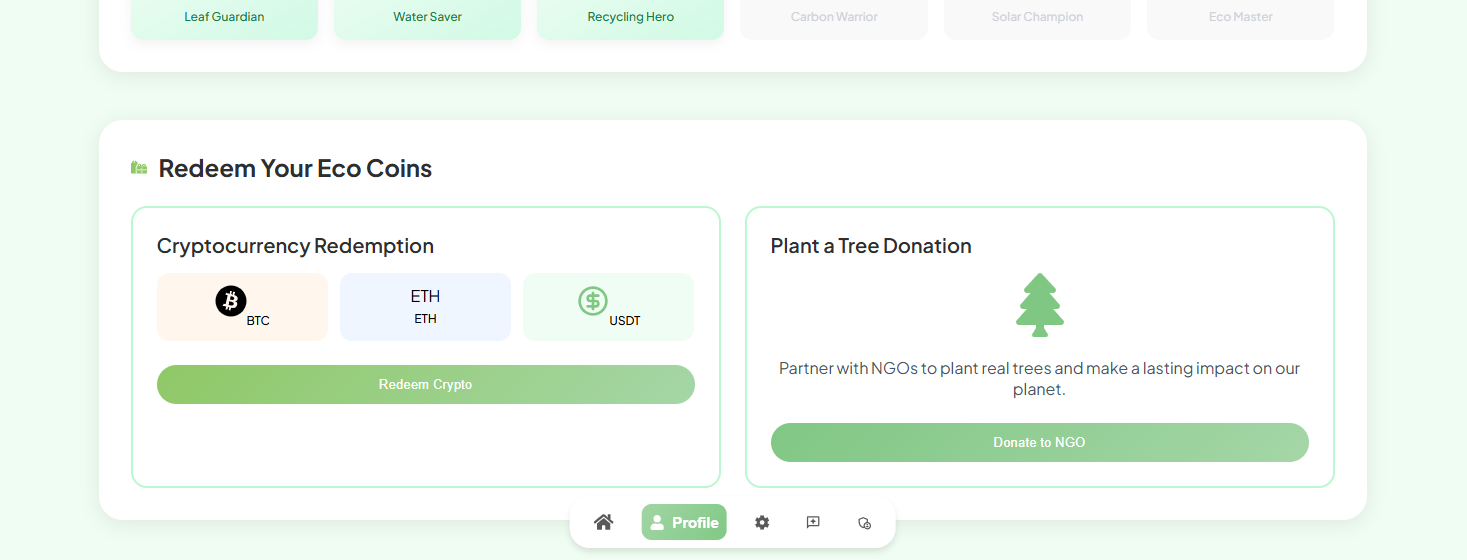 Leaf Guardian
Water Saver
Recycling Hero
Carbon Warrior
Solar Champion
Eco Master
Redeem Your Eco Coins
Cryptocurrency Redemption
BTC
ETH
ETH
USDT
Redeem Crypto
Plant a Tree Donation
Partner with NGOs to plant real trees and make a lasting impact on our
planet.
Donate to NGO
Profile